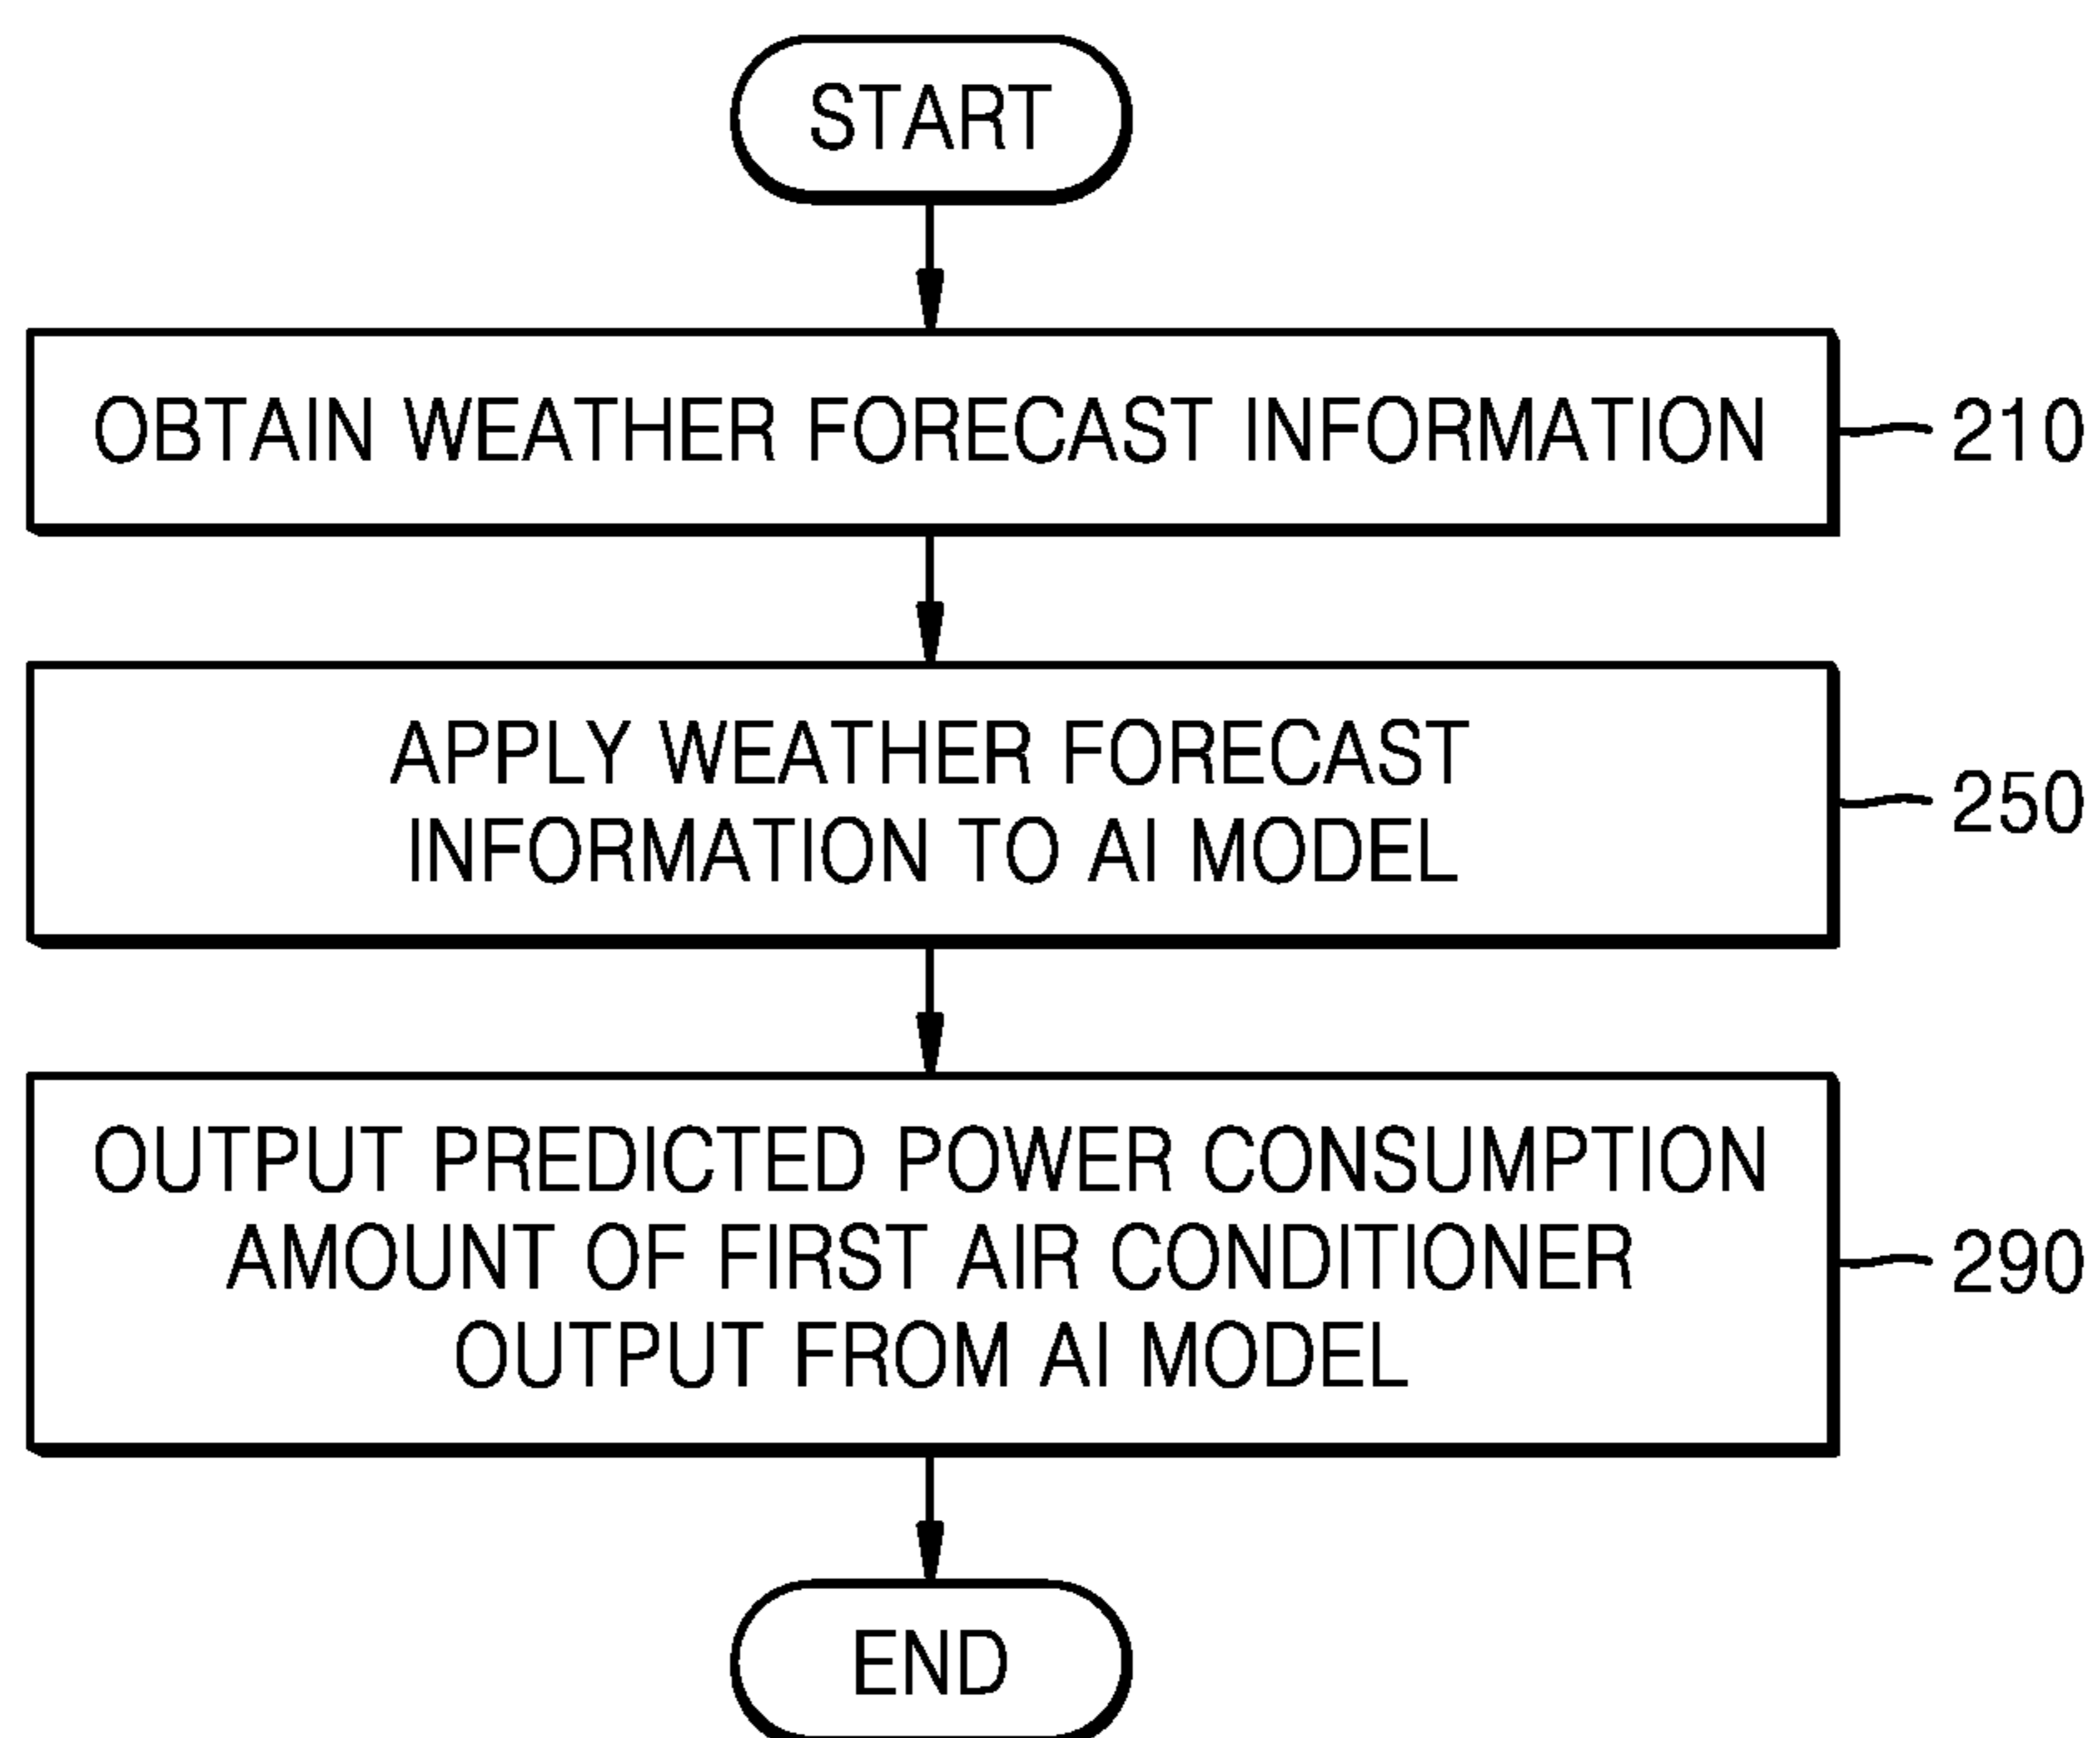 START
OBTAIN WEATHER FORECAST INFORMATION
210
APPLY WEATHER FORECAST
INFORMATION TO AI MODEL
250
OUTPUT PREDICTED POWER CONSUMPTION
AMOUNT OF FIRST AIR CONDITIONER
OUTPUT FROM AI MODEL
290
END